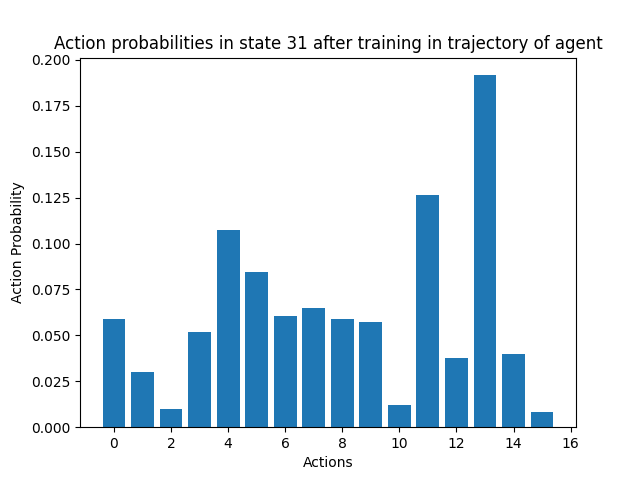 Action probabilities in state 31 after training in trajectory of agent
0.200
0.175
0.150
0.125
0.100
0.075
0.050
0.025
0.000
Action Probability
0 2 4 6 8 10 12 14 16
Actions